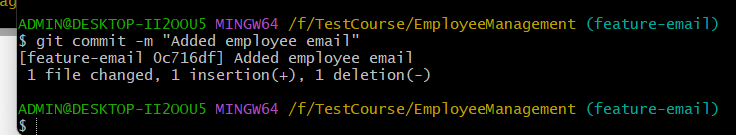 ADMIN@DESKTOP-II2OOU5 MINGW64 /f/TestCourse/EmployeeManagement (feature-email)
$ git commit -m "Added employee email"
[feature-email 0c716df] Added employee email
 1 file changed, 1 insertion(+), 1 deletion(-)
ADMIN@DESKTOP-II2OOU5 MINGW64 /f/TestCourse/EmployeeManagement (feature-email)
$